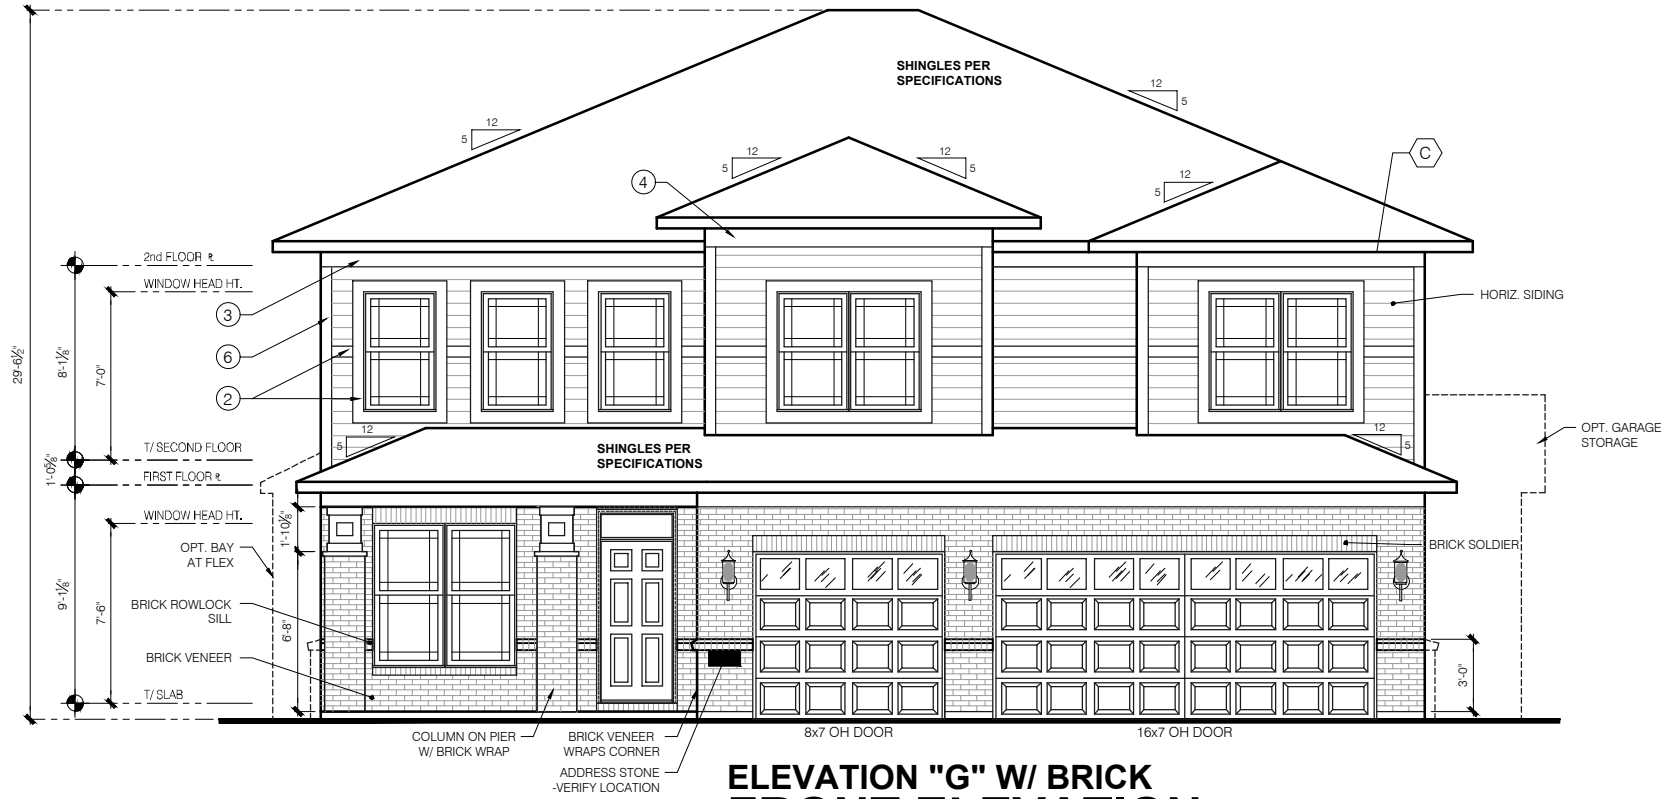 SHINGLES PER
SPECIFICATIONS
12
5
12
5
12
5
12
5
12
5
C
4
2nd FLOOR ℄
WINDOW HEAD HT.
3
HORIZ. SIDING
6
29'-6½"
8'-1⅛"
7'-0"
2
12
5
SHINGLES PER
SPECIFICATIONS
12
5
OPT. GARAGE
STORAGE
T/ SECOND FLOOR
FIRST FLOOR ℄
1'-0⅝"
WINDOW HEAD HT.
1'-10⅞"
OPT. BAY
AT FLEX
BRICK SOLDIER
9'-1⅛"
7'-6"
BRICK ROWLOCK
SILL
6'-8"
BRICK VENEER
3'-0"
T/ SLAB
COLUMN ON PIER
W/ BRICK WRAP
BRICK VENEER
WRAPS CORNER
8x7 OH DOOR
16x7 OH DOOR
ADDRESS STONE
-VERIFY LOCATION
ELEVATION "G" W/ BRICK
FRONT ELEVATION